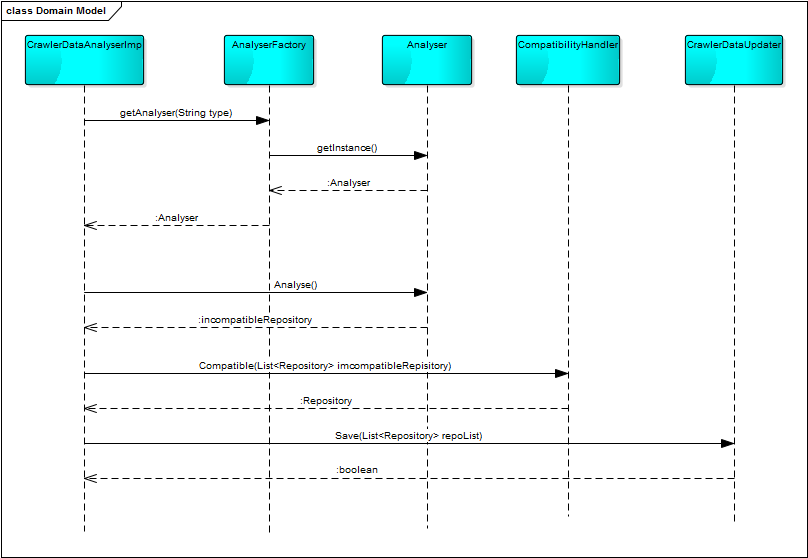 class Domain Model
CrawlerDataAnalyserImp
AnalyserFactory
Analyser
CompatibilityHandler
CrawlerDataUpdater
getAnalyser(String type)
getInstance()
:Analyser
:Analyser
Analyse()
:incompatibleRepository
Compatible(List<Repository> imcompatibleRepisitory)
:Repository
Save(List<Repository> repoList)
:boolean